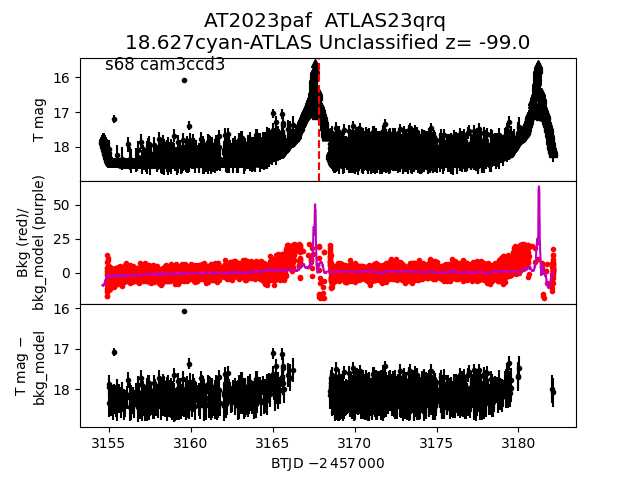 AT2023paf  ATLAS23qrq
18.627cyan-ATLAS Unclassified z= -99.0
s68 cam3ccd3
T mag
16
17
18
Bkg (red)/
bkg_model (purple)
50
25
0
T mag −
bkg_model
16
17
18
3155 3160 3165 3170 3175 3180
BTJD −2 457 000